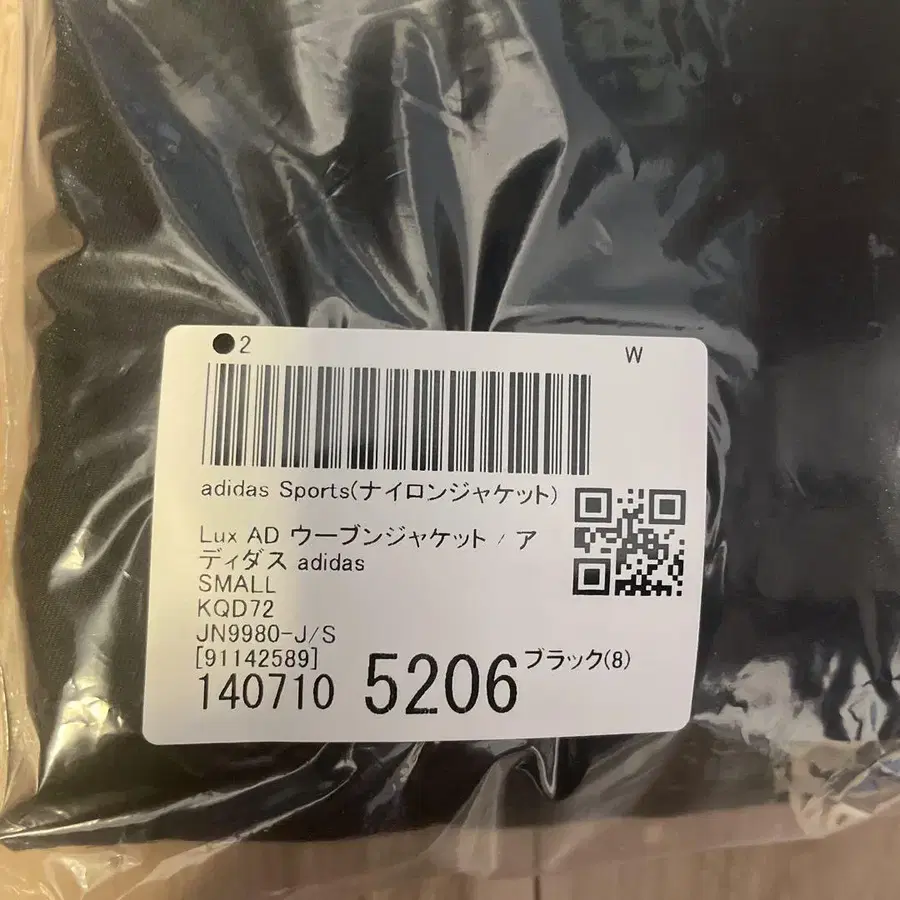 ●2
W
adidas Sports(ナイロンジャケット)
Lux AD ウーブンジャケット / ア
ディダス adidas
SMALL
KQD72
JN9980-J/S
[91142589]
140710 5206 ブラック(8)